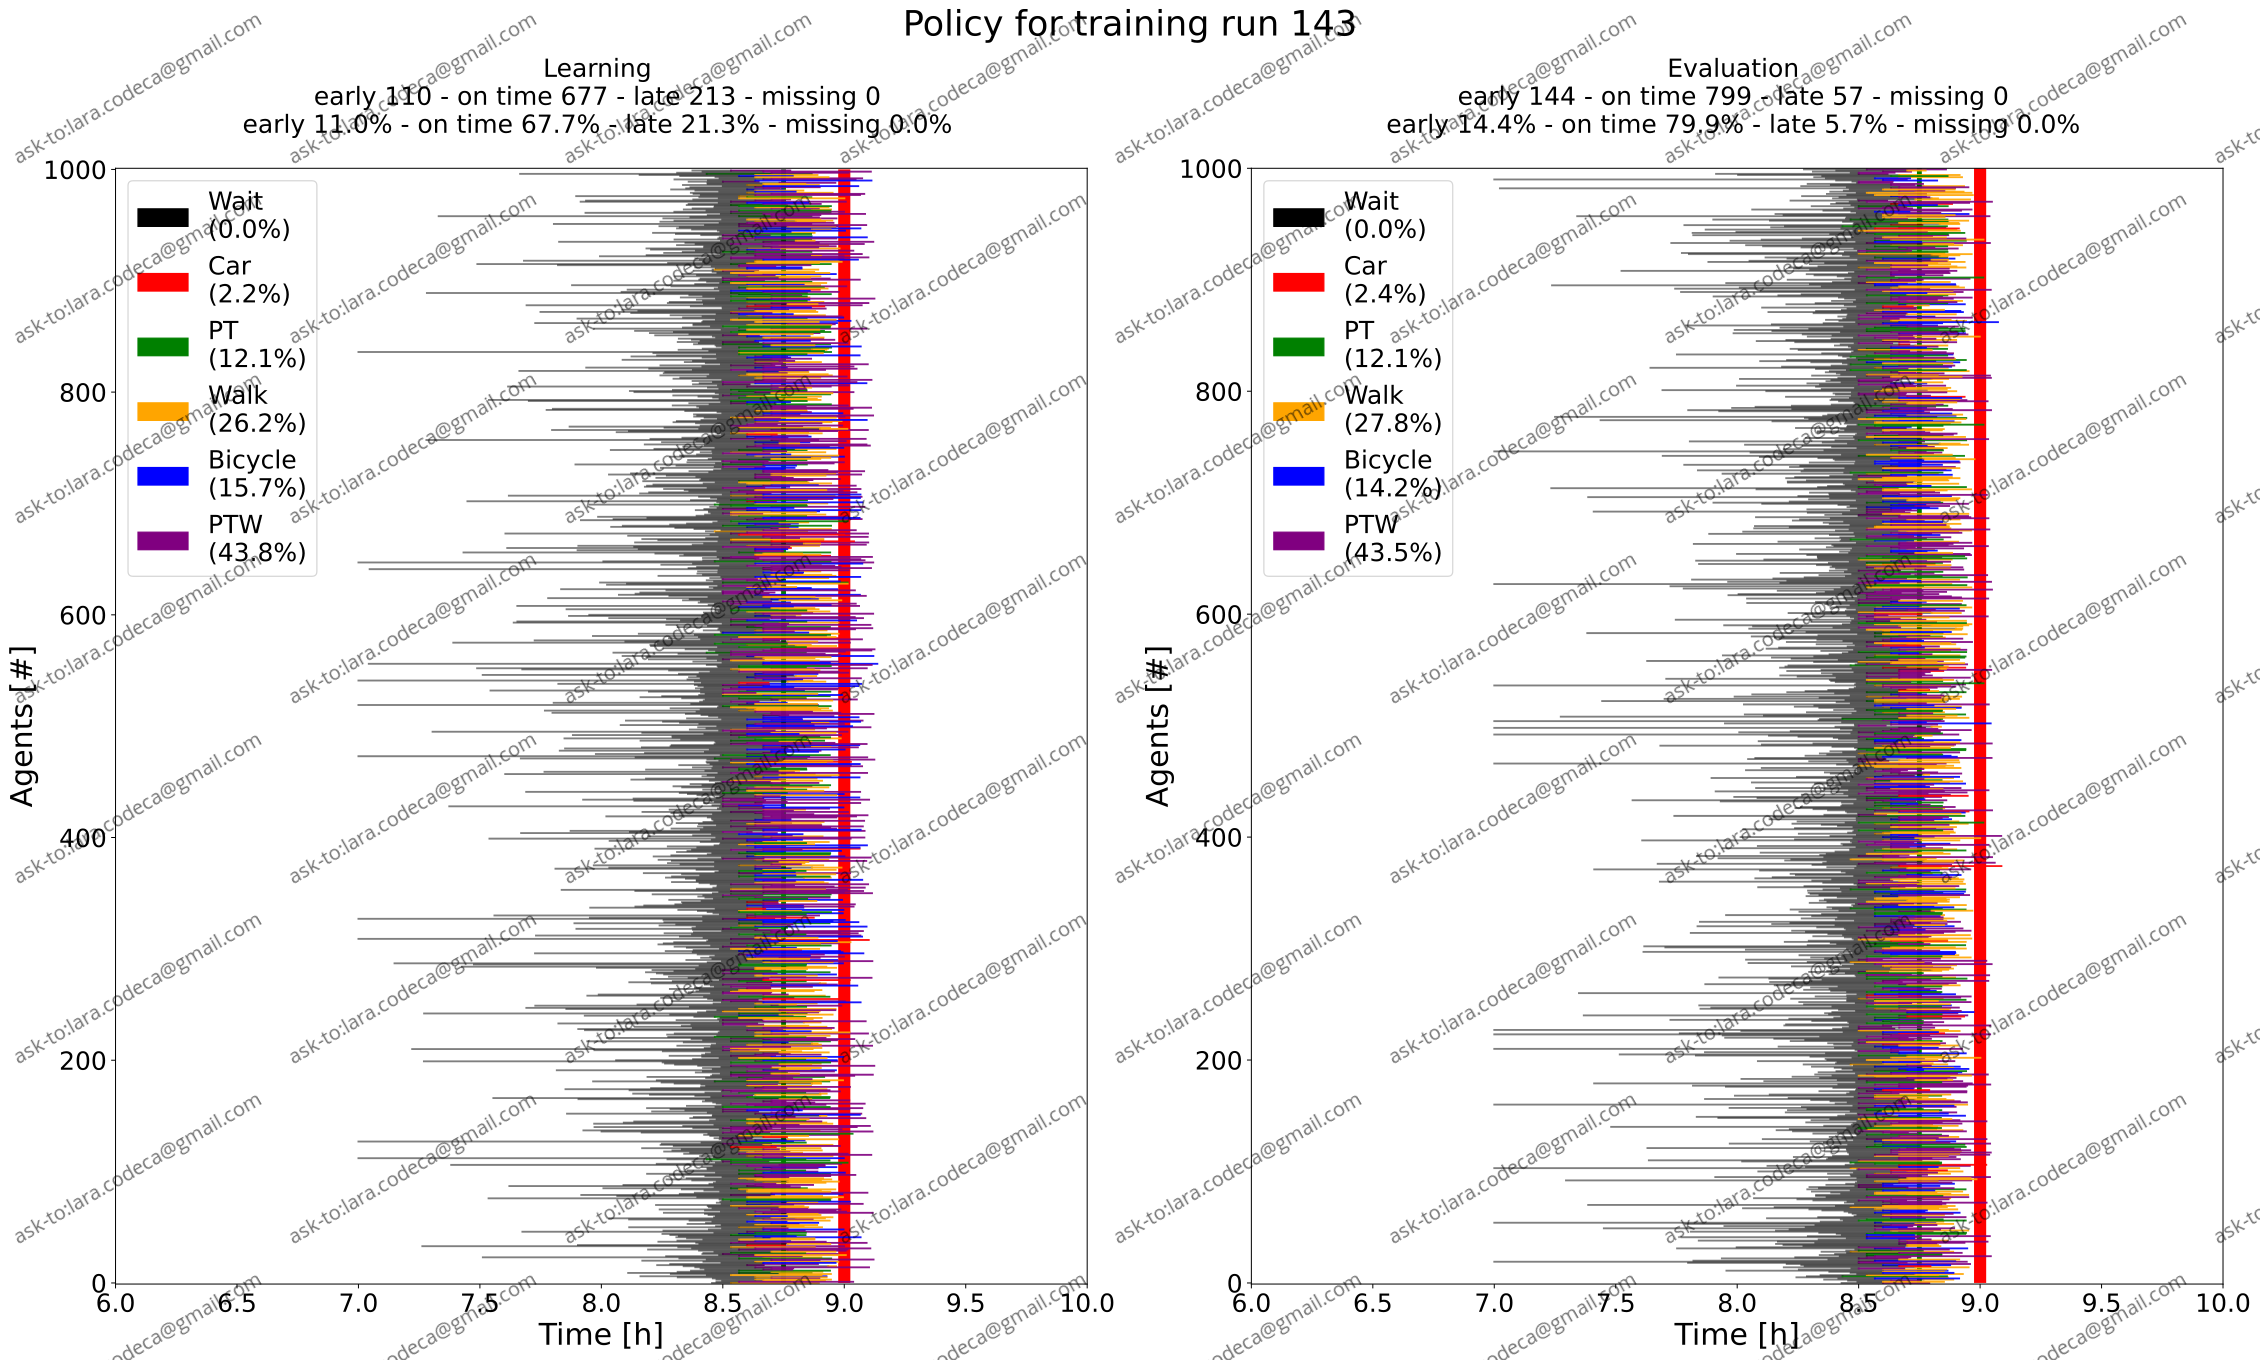 Policy for training run 143
Learning
early 110 - on time 677 - late 213 - missing 0
early 11.0% - on time 67.7% - late 21.3% - missing 0.0%
1000
800
600
400
200
0
Agents [#]
Wait
(0.0%)
Car
(2.2%)
PT
(12.1%)
Walk
(26.2%)
Bicycle
(15.7%)
PTW
(43.8%)
6.0 6.5 7.0 7.5 8.0 8.5 9.0 9.5 10.0
Time [h]
Evaluation
early 144 - on time 799 - late 57 - missing 0
early 14.4% - on time 79.9% - late 5.7% - missing 0.0%
1000
800
600
400
200
0
Agents [#]
Wait
(0.0%)
Car
(2.4%)
PT
(12.1%)
Walk
(27.8%)
Bicycle
(14.2%)
PTW
(43.5%)
6.0 6.5 7.0 7.5 8.0 8.5 9.0 9.5 10.0
Time [h]
ask-to:lara.codeca@gmail.com